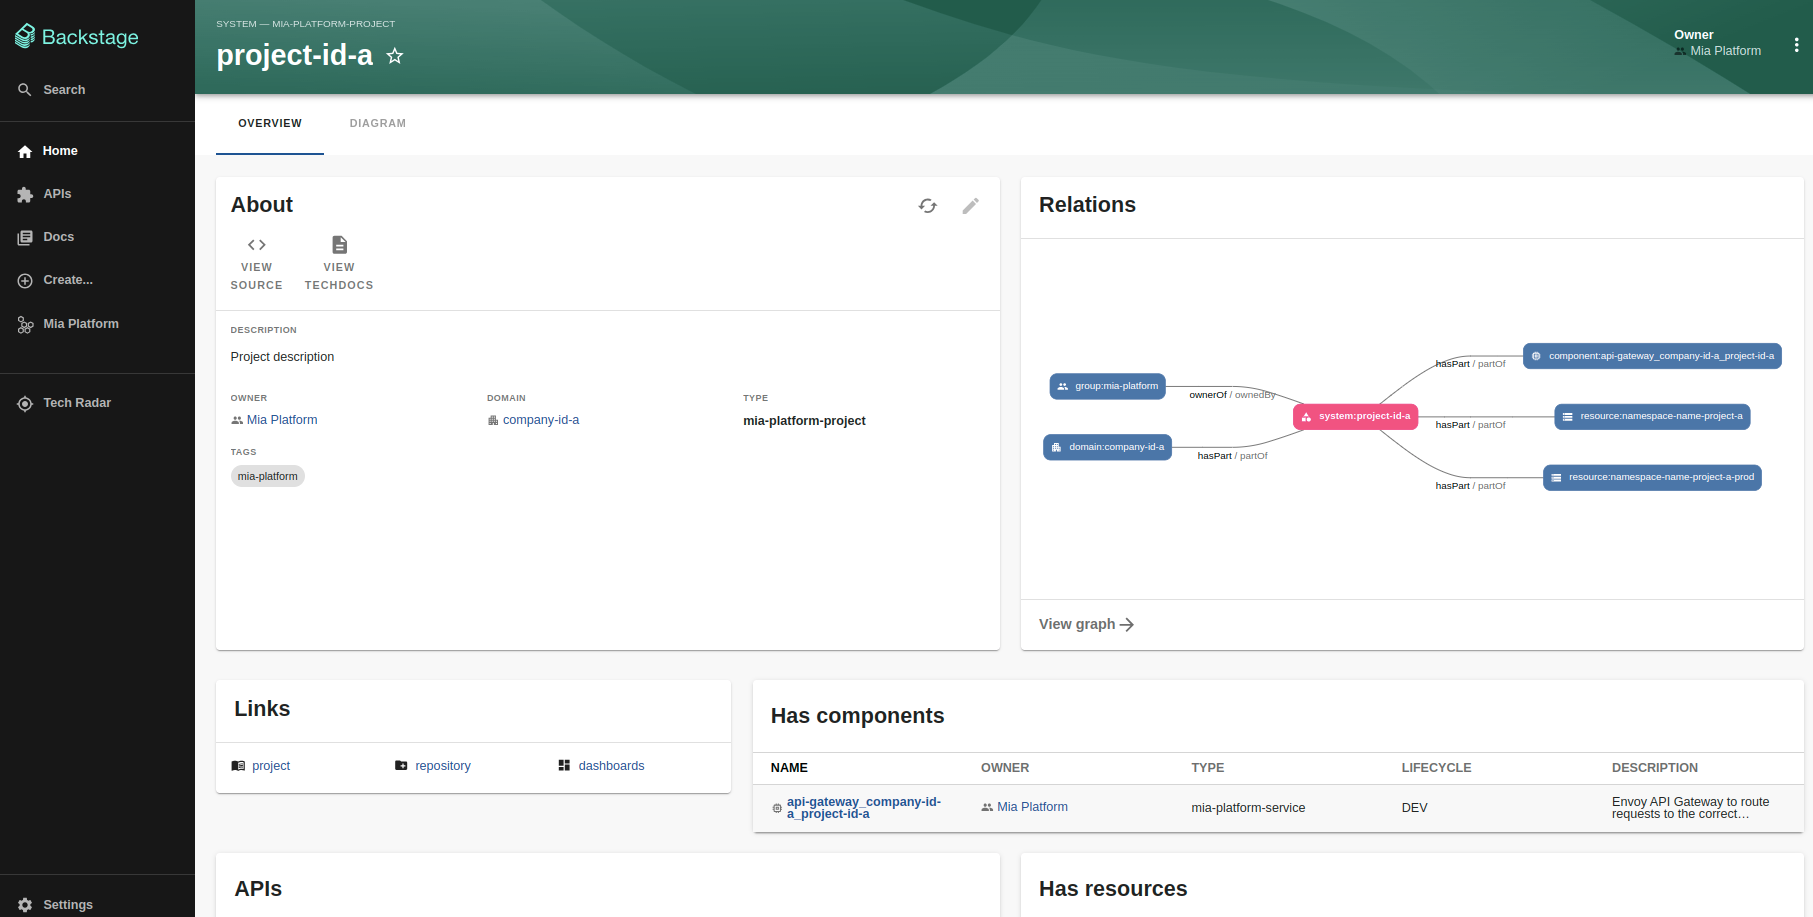 Backstage
Search
Home
APIs
Docs
Create...
Mia Platform
Tech Radar
Settings
SYSTEM — MIA-PLATFORM-PROJECT
project-id-a
Owner
Mia Platform
OVERVIEW
DIAGRAM
About
VIEW
SOURCE
VIEW
TECHDOCS
DESCRIPTION
Project description
OWNER
Mia Platform
DOMAIN
company-id-a
TYPE
mia-platform-project
TAGS
mia-platform
Relations
group:mia-platform
ownerOf / ownedBy
domain:company-id-a
hasPart / partOf
system:project-id-a
hasPart / partOf
component:api-gateway_company-id-a_project-id-a
hasPart / partOf
resource:namespace-name-project-a
hasPart / partOf
resource:namespace-name-project-a-prod
View graph
Links
project
repository
dashboards
Has components
NAME
OWNER
TYPE
LIFECYCLE
DESCRIPTION
api-gateway_company-id-
a_project-id-a
Mia Platform
mia-platform-service
DEV
Envoy API Gateway to route
requests to the correct…
APIs
Has resources